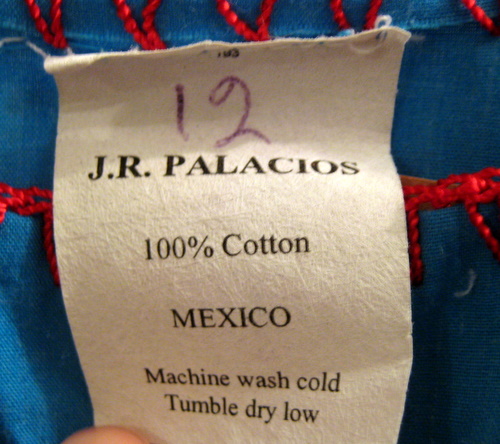 12
J.R. PALACIOS
100% Cotton
MEXICO
Machine wash cold
Tumble dry low